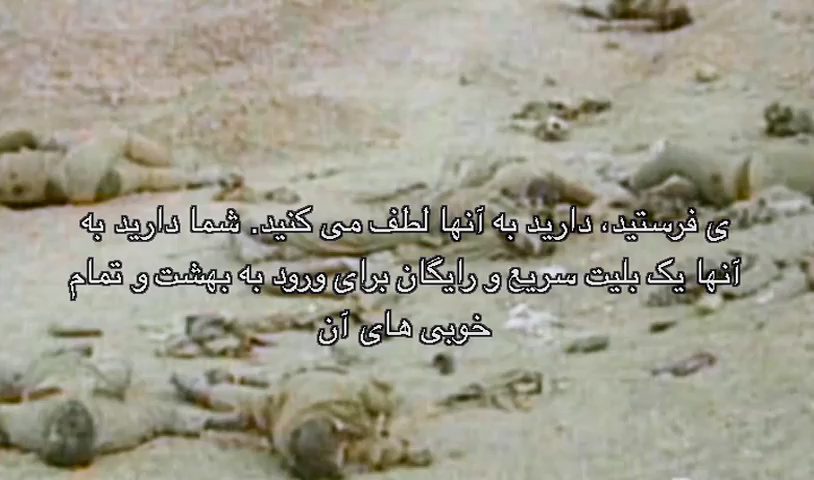 ی فرستید، دارید به آنها لطف می کنید. شما دارید به
آنها یک بلیت سریع و رایگان برای ورود به بهشت و تمام
خوبی های آن